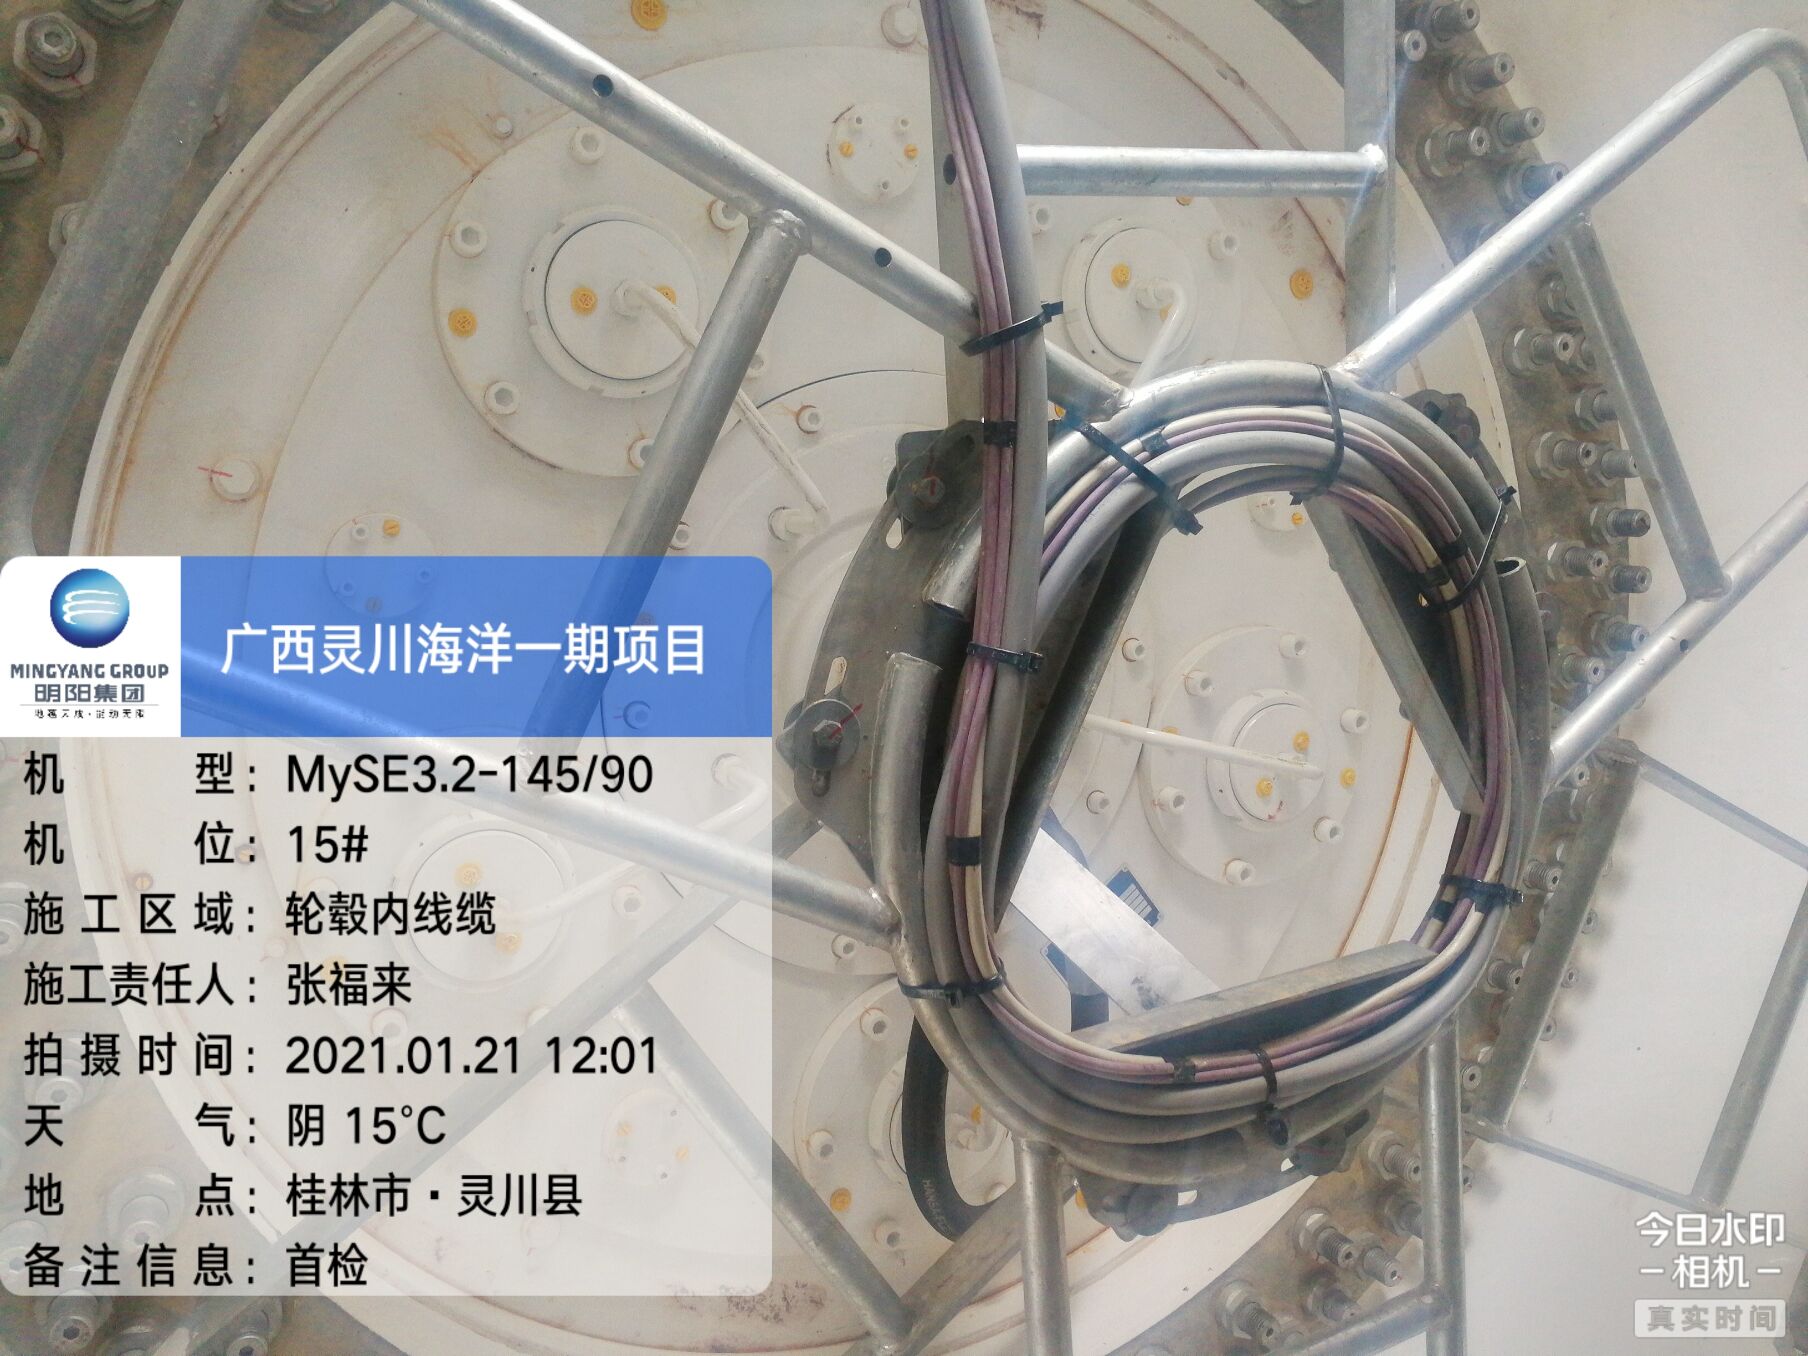 广西灵川海洋一期项目
MINGYANG GROUP
明阳集团
机型：MySE3.2-145/90
机位：15#
施工区域：轮毂内线缆
施工责任人：张福来
拍摄时间：2021.01.21 12:01
天气：阴 15℃
地点：桂林市·灵川县
备注信息：首检
今日水印
相机
真实时间